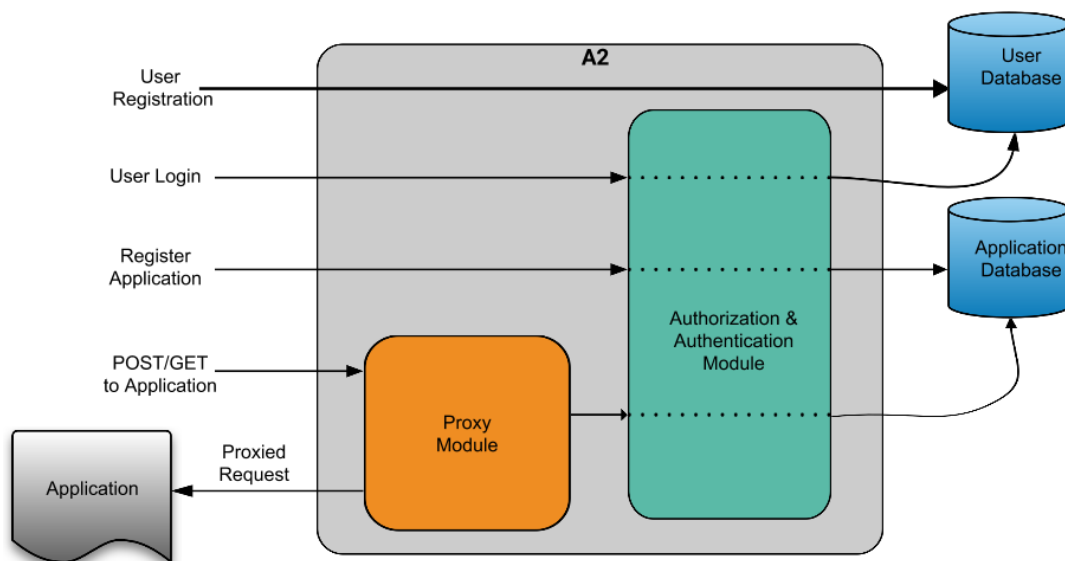 A2
User
Registration
User
Database
User Login
Register
Application
Application
Database
Authorization &
Authentication
Module
POST/GET
to Application
Proxy
Module
Proxied
Request
Application